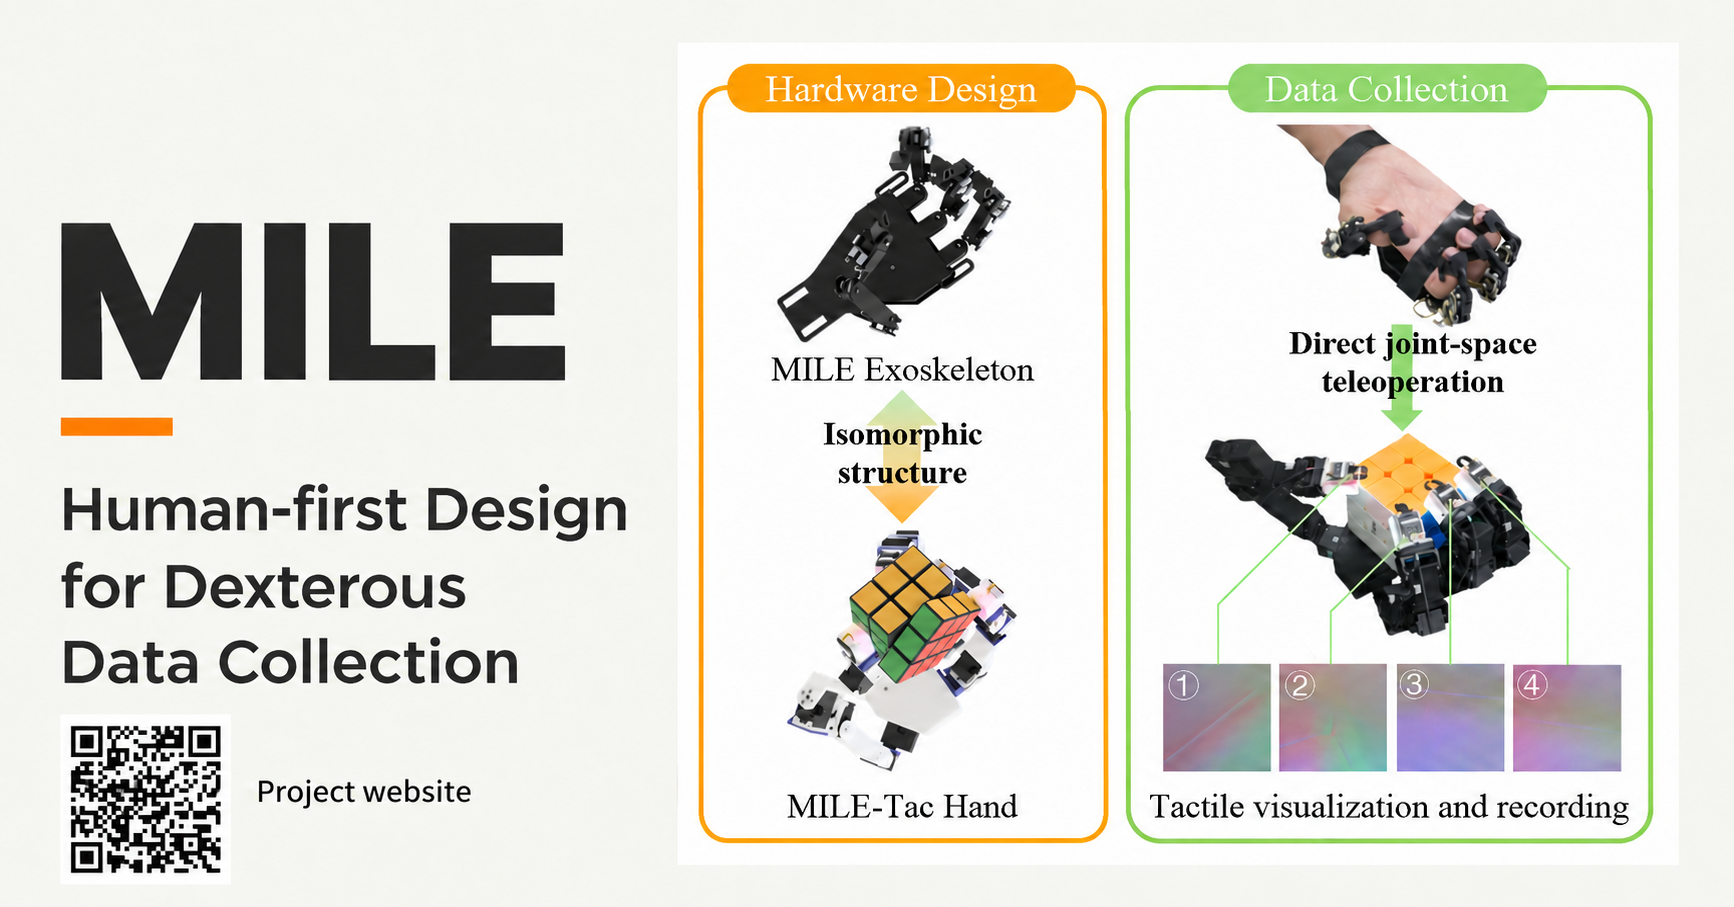 MILE
Human-first Design
for Dexterous
Data Collection
Project website
Hardware Design
MILE Exoskeleton
Isomorphic
structure
MILE-Tac Hand
Data Collection
Direct joint-space
teleoperation
① ② ③ ④
Tactile visualization and recording